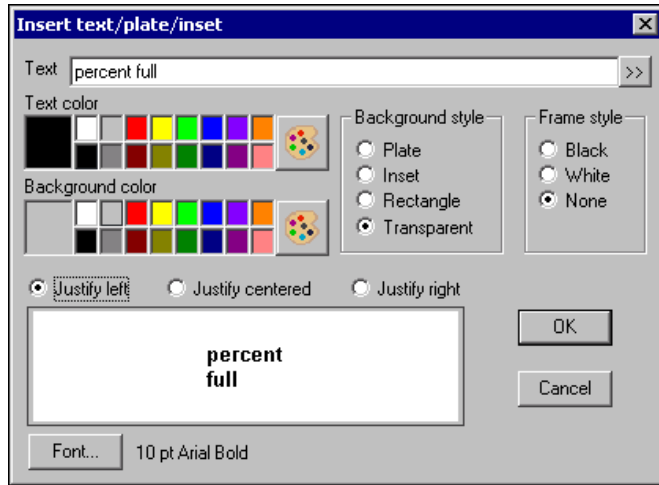 Insert text/plate/inset
Text percent full >>
Text color
Background color
Background style
Plate
Inset
Rectangle
Transparent
Frame style
Black
White
None
Justify left Justify centered Justify right
percent
full
OK
Cancel
Font... 10 pt Arial Bold